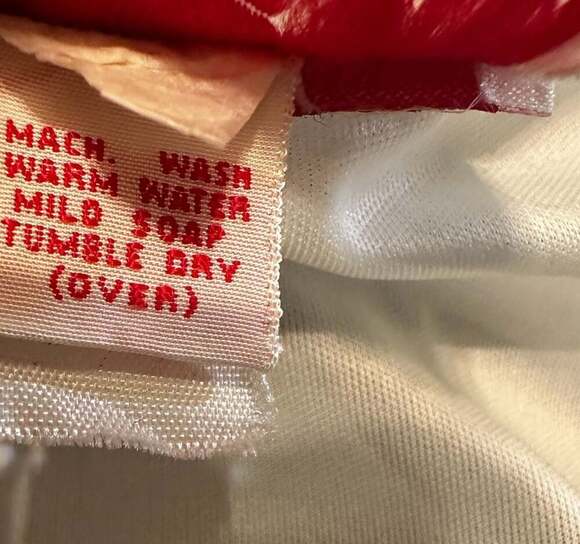 MACH. WASH
WARM WATER
MILD SOAP
TUMBLE DRY
(OVER)